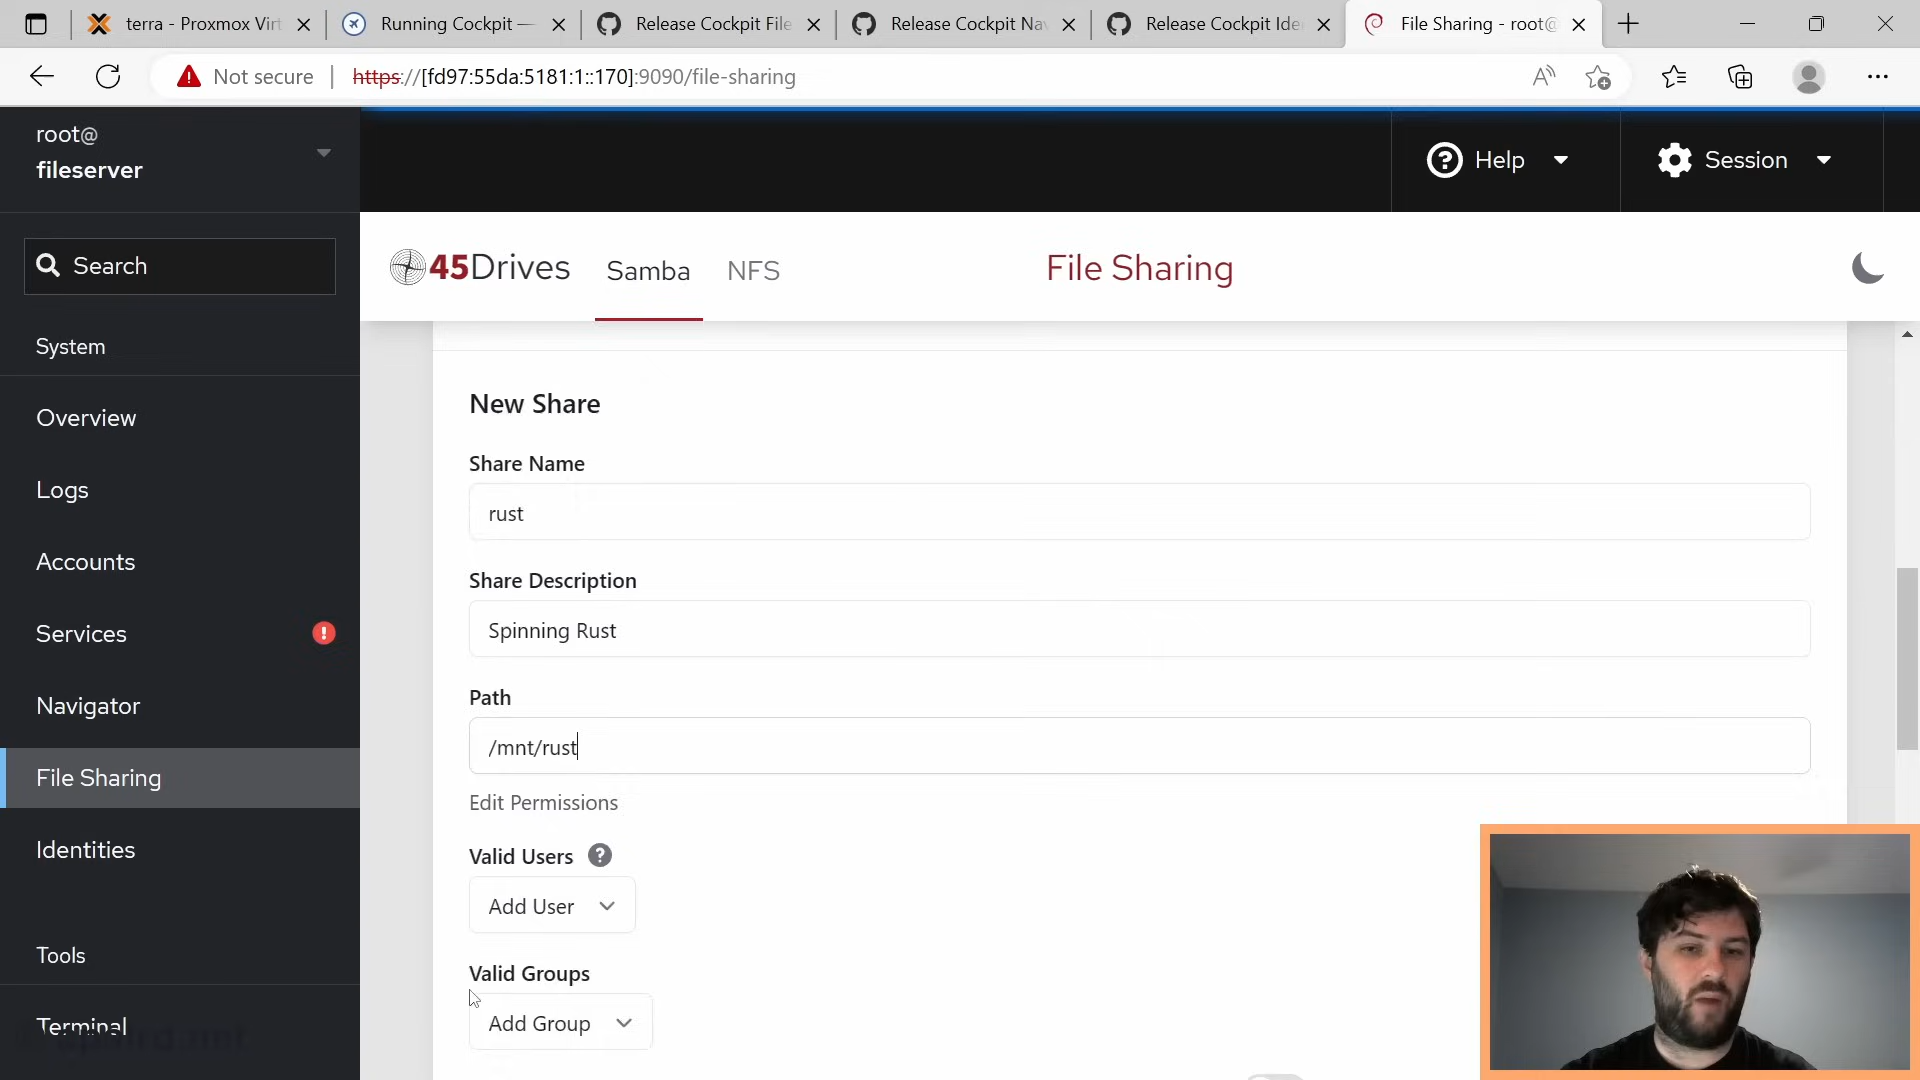 terra - Proxmox Virt
Running Cockpit —
Release Cockpit File
Release Cockpit Nav
Release Cockpit Ide
File Sharing - root@
Not secure
https://[fd97:55da:5181:1::170]:9090/file-sharing
root@
fileserver
Help
Session
Search
45Drives
Samba
NFS
File Sharing
System
Overview
Logs
Accounts
Services
Navigator
File Sharing
Identities
Tools
Terminal
New Share
Share Name
rust
Share Description
Spinning Rust
Path
/mnt/rust
Edit Permissions
Valid Users
Add User
Valid Groups
Add Group